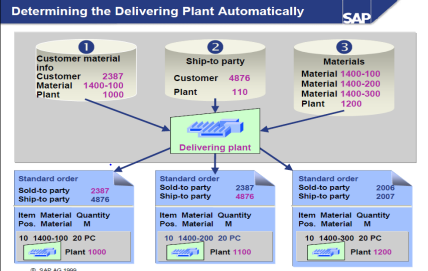 Determining the Delivering Plant Automatically
SAP
1
Customer material
info
Customer 2387
Material 1400-100
Plant 1000
2
Ship-to party
Customer 4876
Plant 110
3
Materials
Material 1400-100
Material 1400-200
Material 1400-300
Plant 1200
Delivering plant
Standard order
Sold-to party 2387
Ship-to party 4876
Item Material Quantity
Pos. Material M
10 1400-100 20 PC
Plant 1000
Standard order
Sold-to party 2387
Ship-to party 4876
Item Material Quantity
Pos. Material M
10 1400-200 20 PC
Plant 1100
Standard order
Sold-to party 2006
Ship-to party 2007
Item Material Quantity
Pos. Material M
10 1400-300 20 PC
Plant 1200
© SAP AG 1999